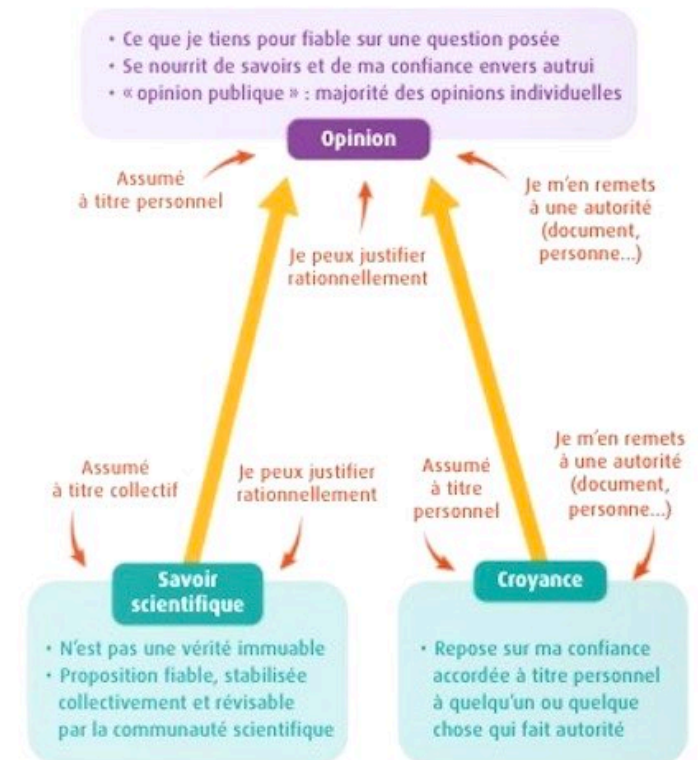 • Ce que je tiens pour fiable sur une question posée
• Se nourrit de savoirs et de ma confiance envers autrui
• « opinion publique » : majorité des opinions individuelles
Opinion
Assumé
à titre personnel
Je peux justifier
rationnellement
Je m'en remets
à une autorité
(document,
personne...)
Assumé
à titre collectif
Je peux justifier
rationnellement
Assumé
à titre
personnel
Je m'en remets
à une autorité
(document,
personne...)
Savoir
scientifique
• N'est pas une vérité immuable
• Proposition fiable, stabilisée
collectivement et révisable
par la communauté scientifique
Croyance
• Repose sur ma confiance
accordée à titre personnel
à quelqu'un ou quelque
chose qui fait autorité